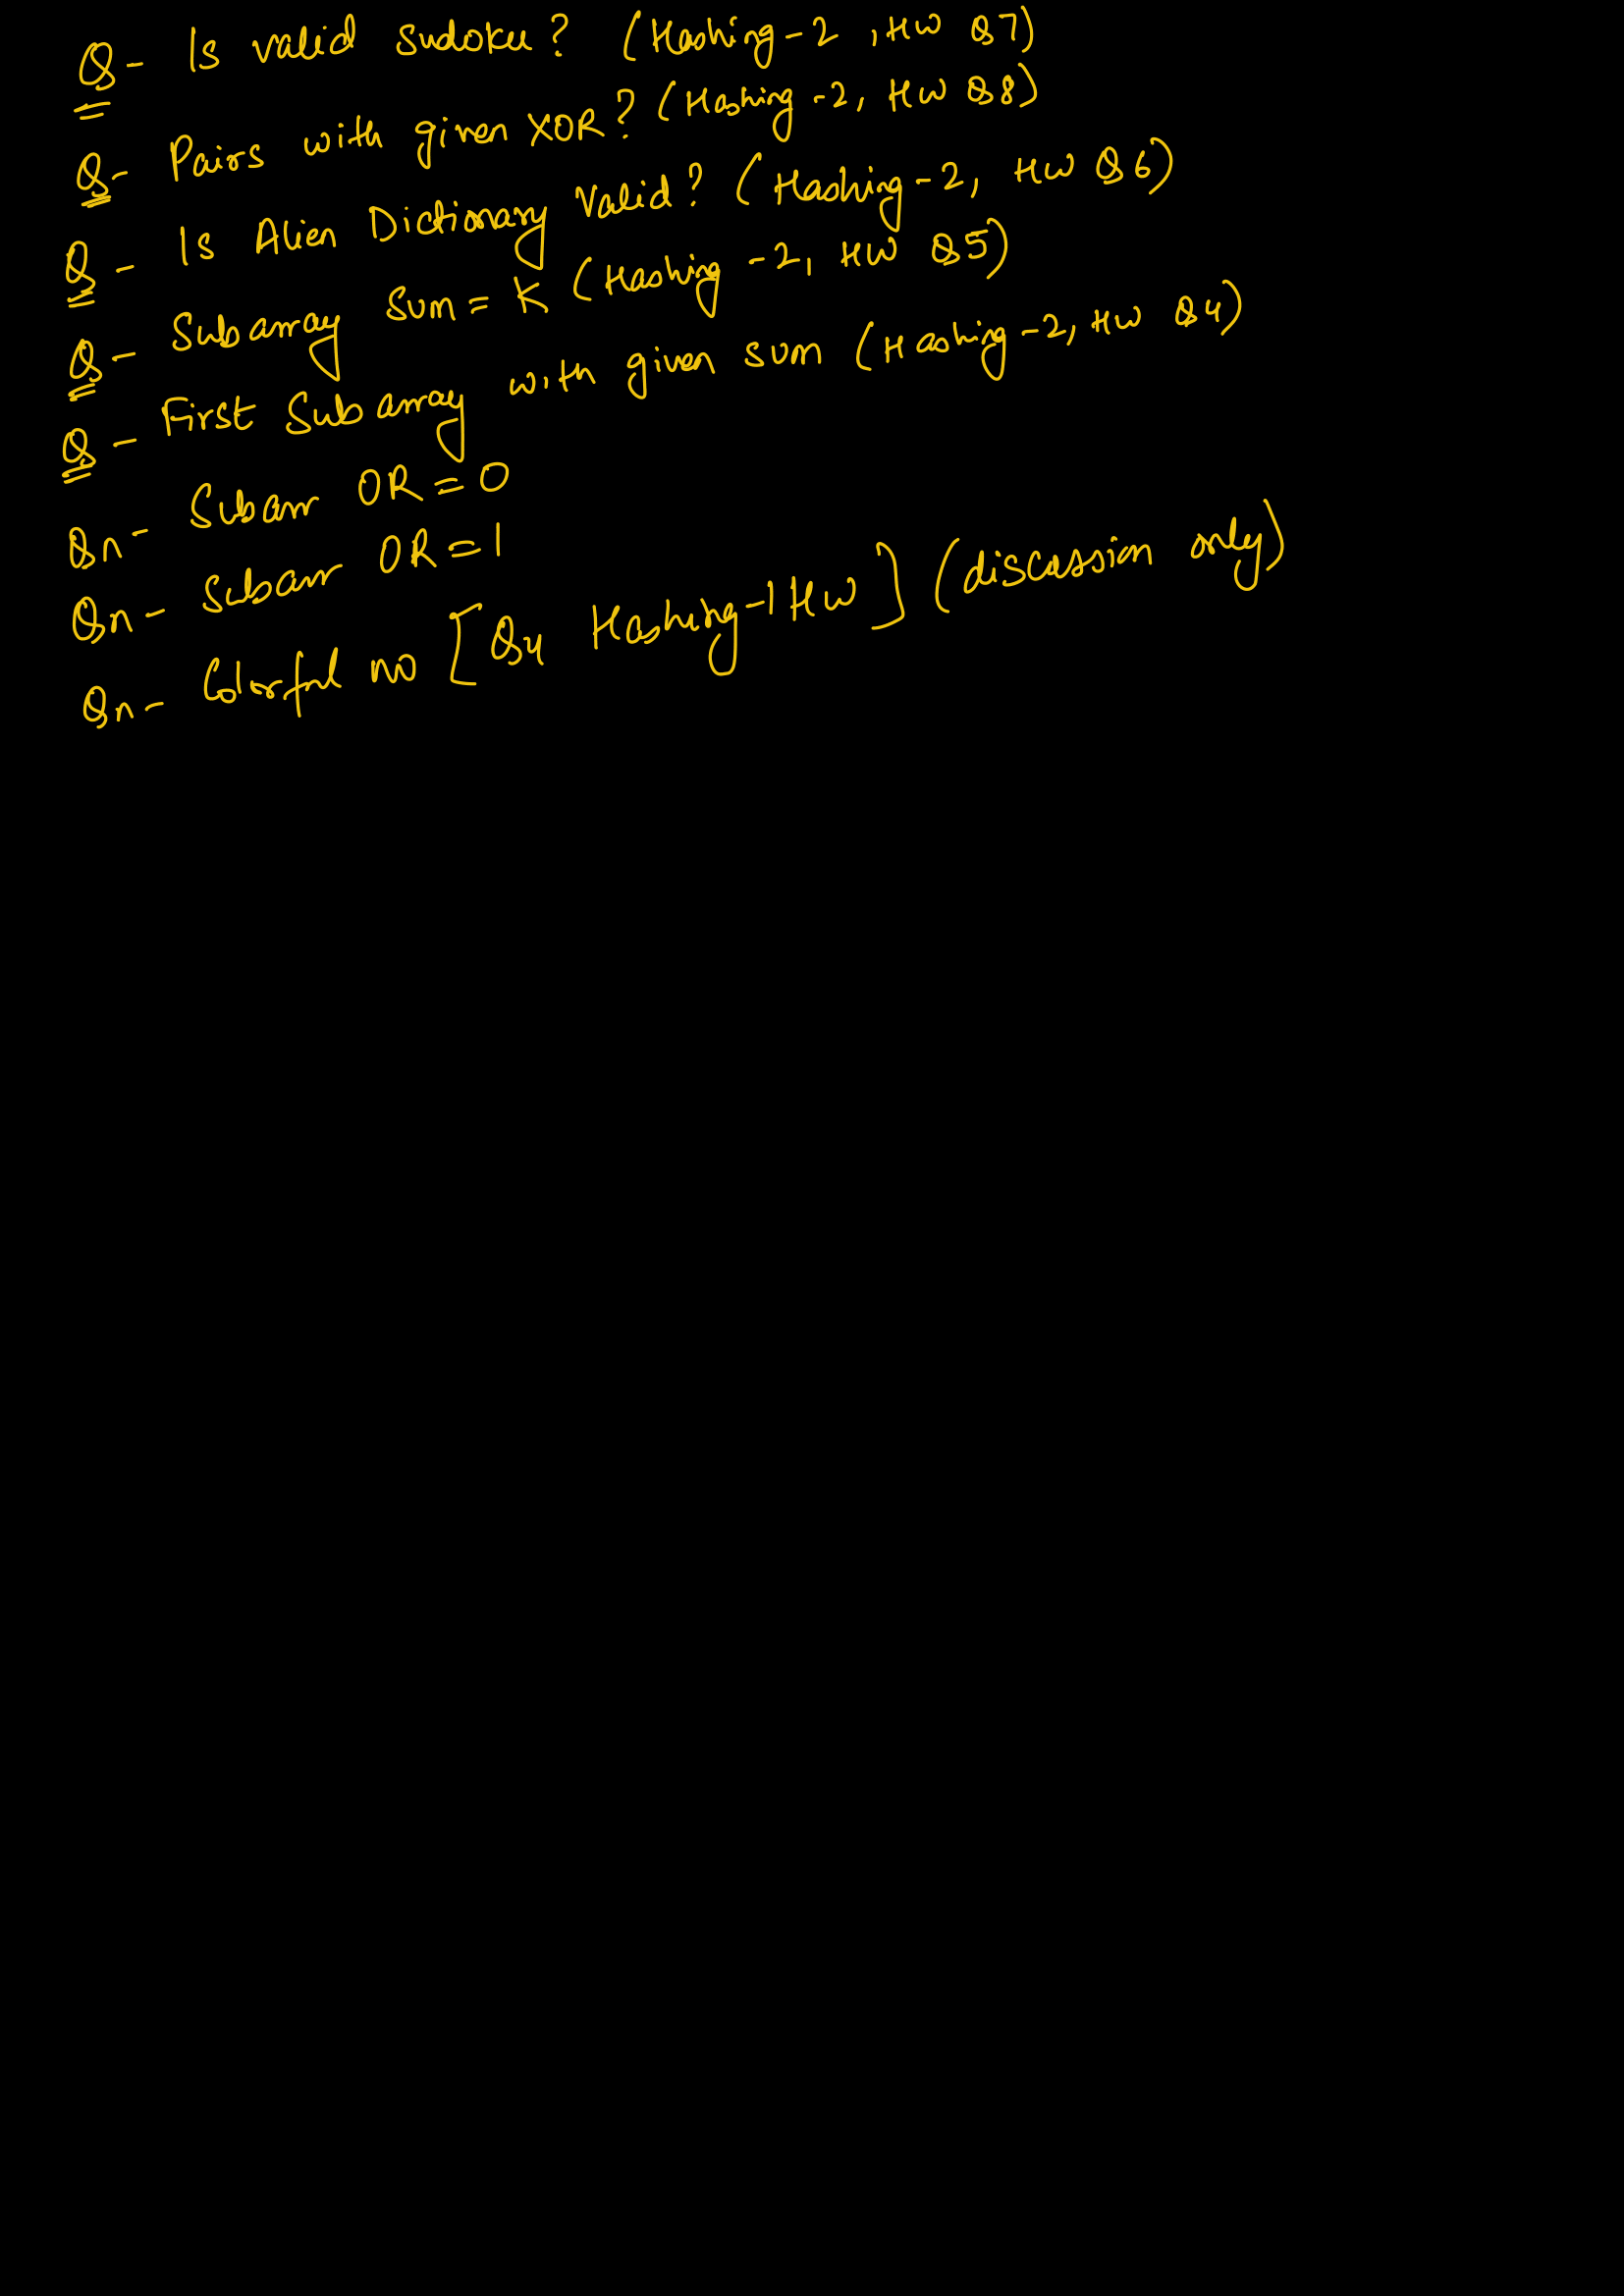 Q- Is valid sudoku? (Hashing-2, HW Q7)
Q- Pairs with given XOR? (Hashing-2, HW Q8)
Q- Is Alien Dictionary Valid? (Hashing-2, HW Q6)
Q- Subarray Sum = K (Hashing-2, HW Q5)
Q- First Subarray with given sum (Hashing-2, HW Q4)
Qn- Subarr OR = 0
Qn- Subarr OR = 1
Qn- Colorful no [Q4 Hashing-1 HW] (discussion only)